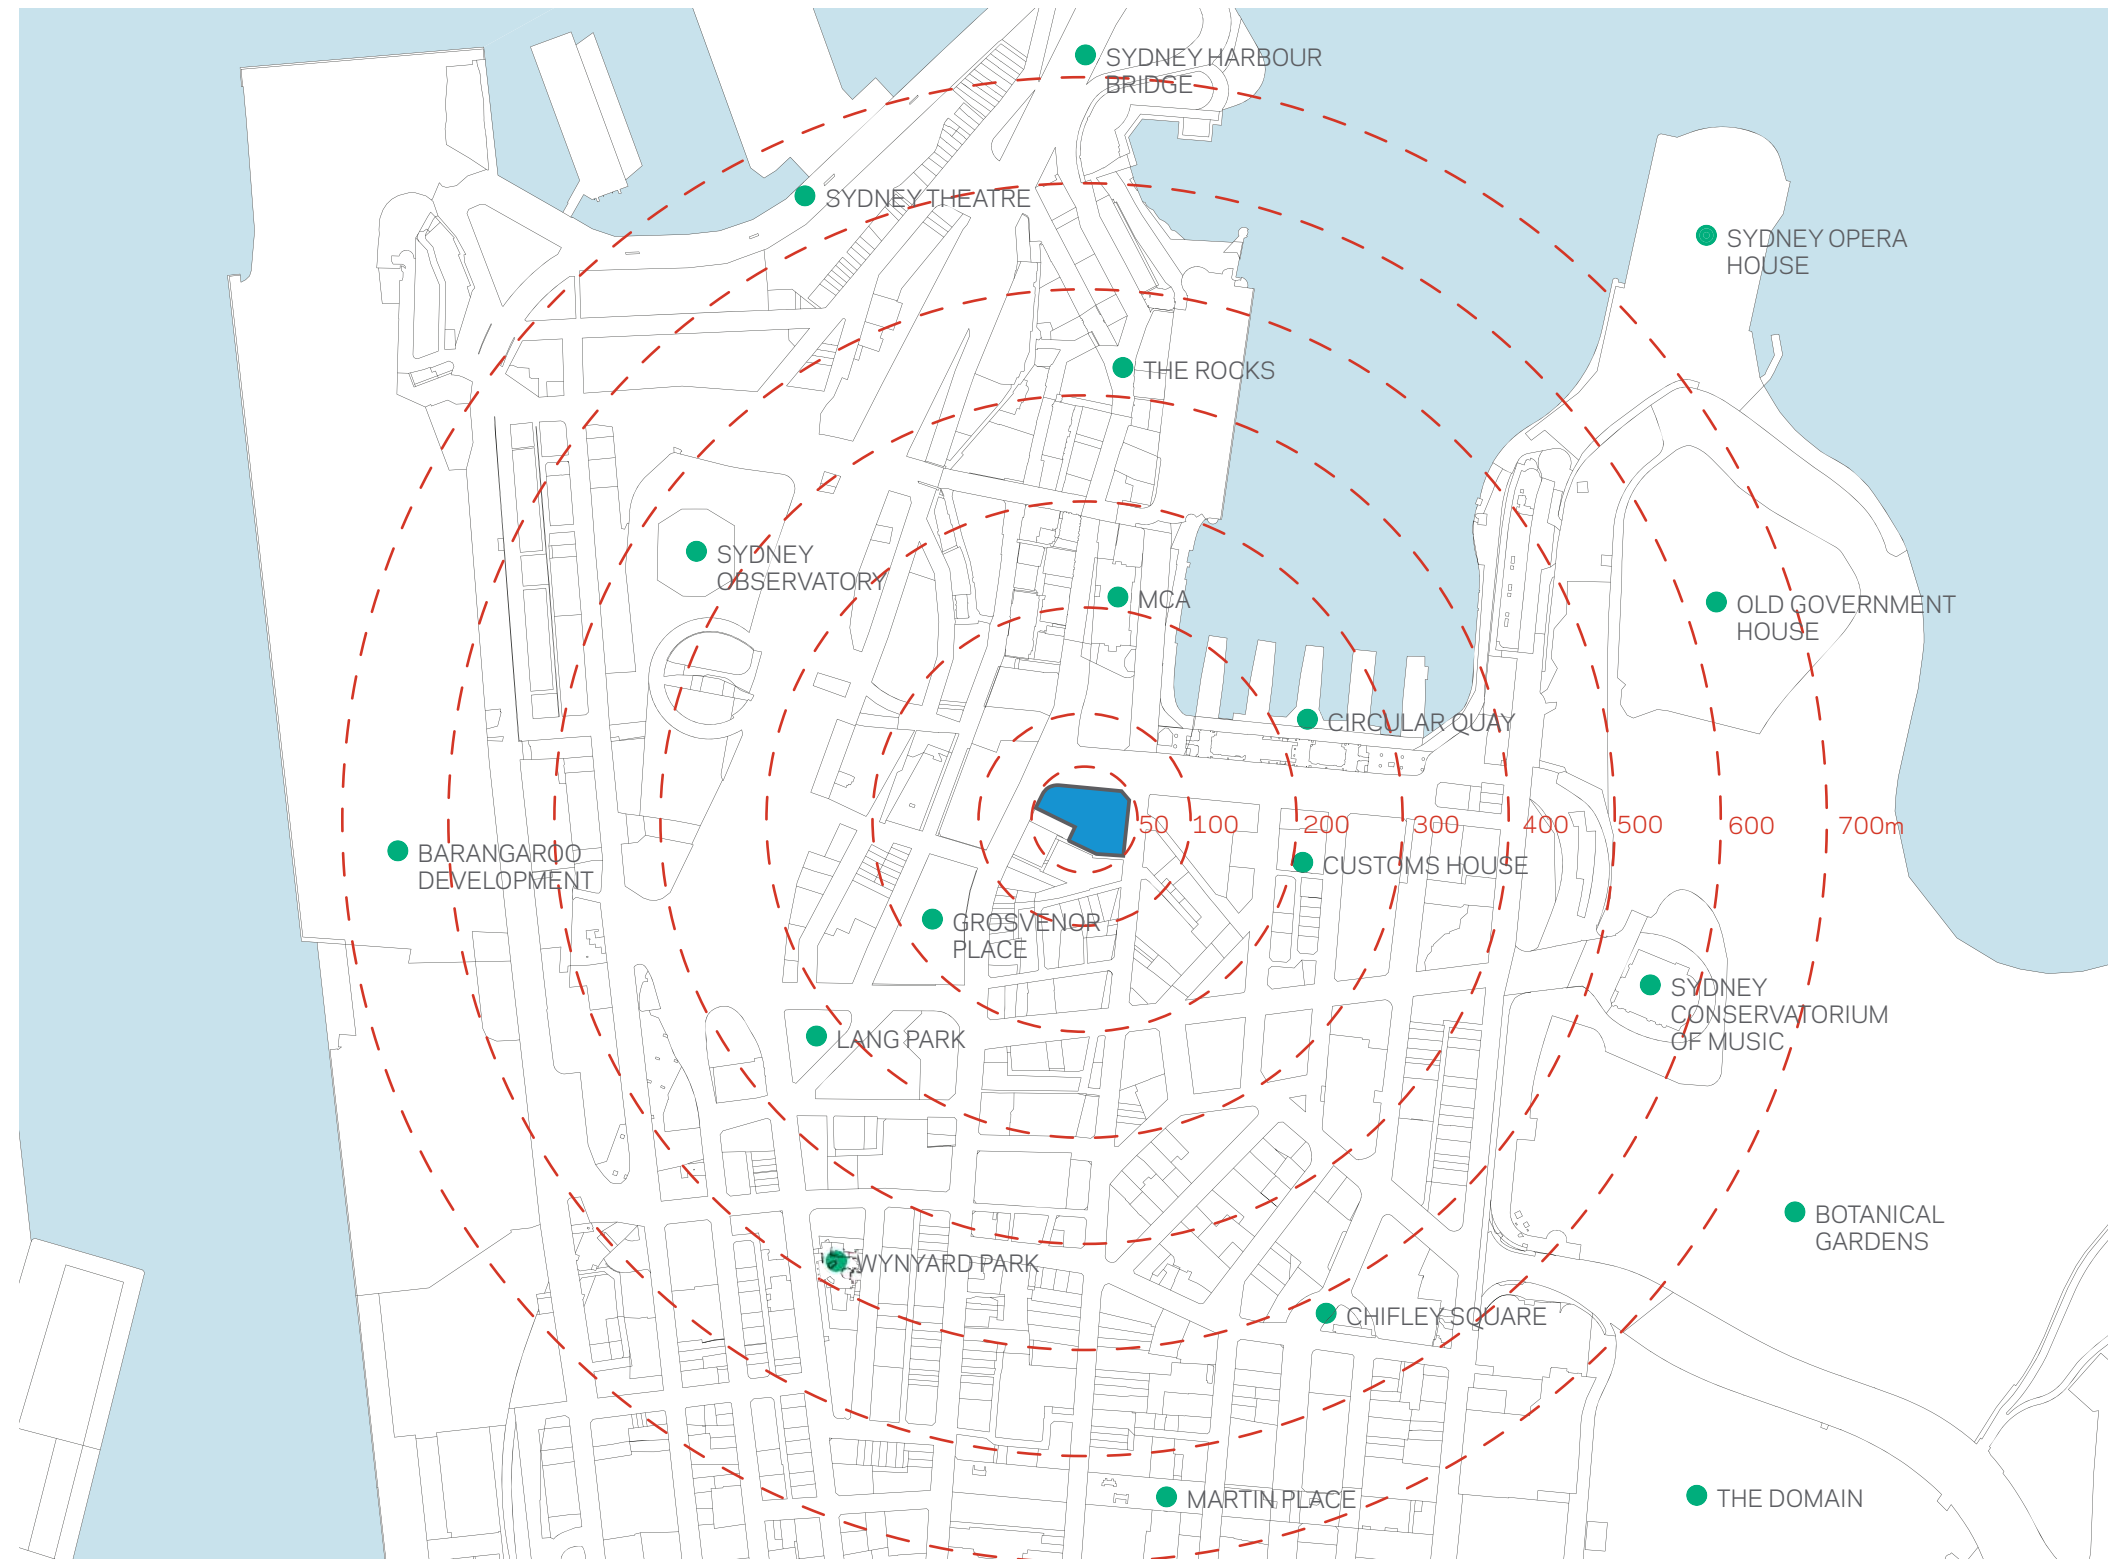 SYDNEY HARBOUR
BRIDGE
SYDNEY THEATRE
SYDNEY OPERA
HOUSE
THE ROCKS
SYDNEY
OBSERVATORY
MCA
OLD GOVERNMENT
HOUSE
CIRCULAR QUAY
50 100 200 300 400 500 600 700m
BARANGAROO
DEVELOPMENT
CUSTOMS HOUSE
GROSVENOR
PLACE
SYDNEY
CONSERVATORIUM
OF MUSIC
LANG PARK
BOTANICAL
GARDENS
WYNYARD PARK
CHIFLEY SQUARE
MARTIN PLACE
THE DOMAIN